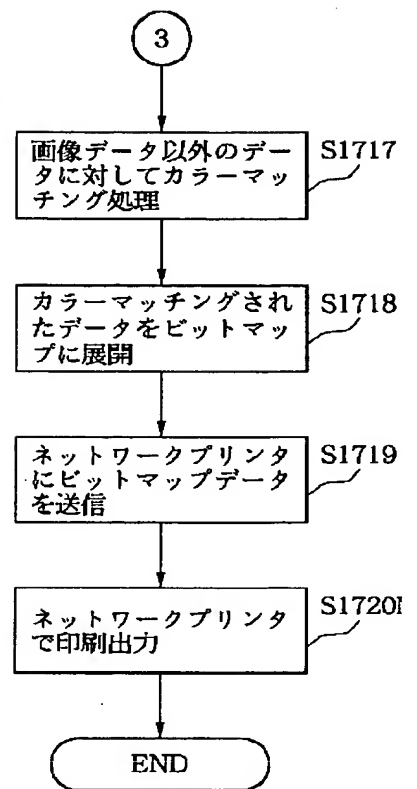 3
画像データ以外のデー
タに対してカラーマッ
チング処理
S1717
カラーマッチングされ
たデータをビットマッ
プに展開
S1718
ネットワークプリンタ
にビットマップデータ
を送信
S1719
ネットワークプリンタ
で印刷出力
S1720
END